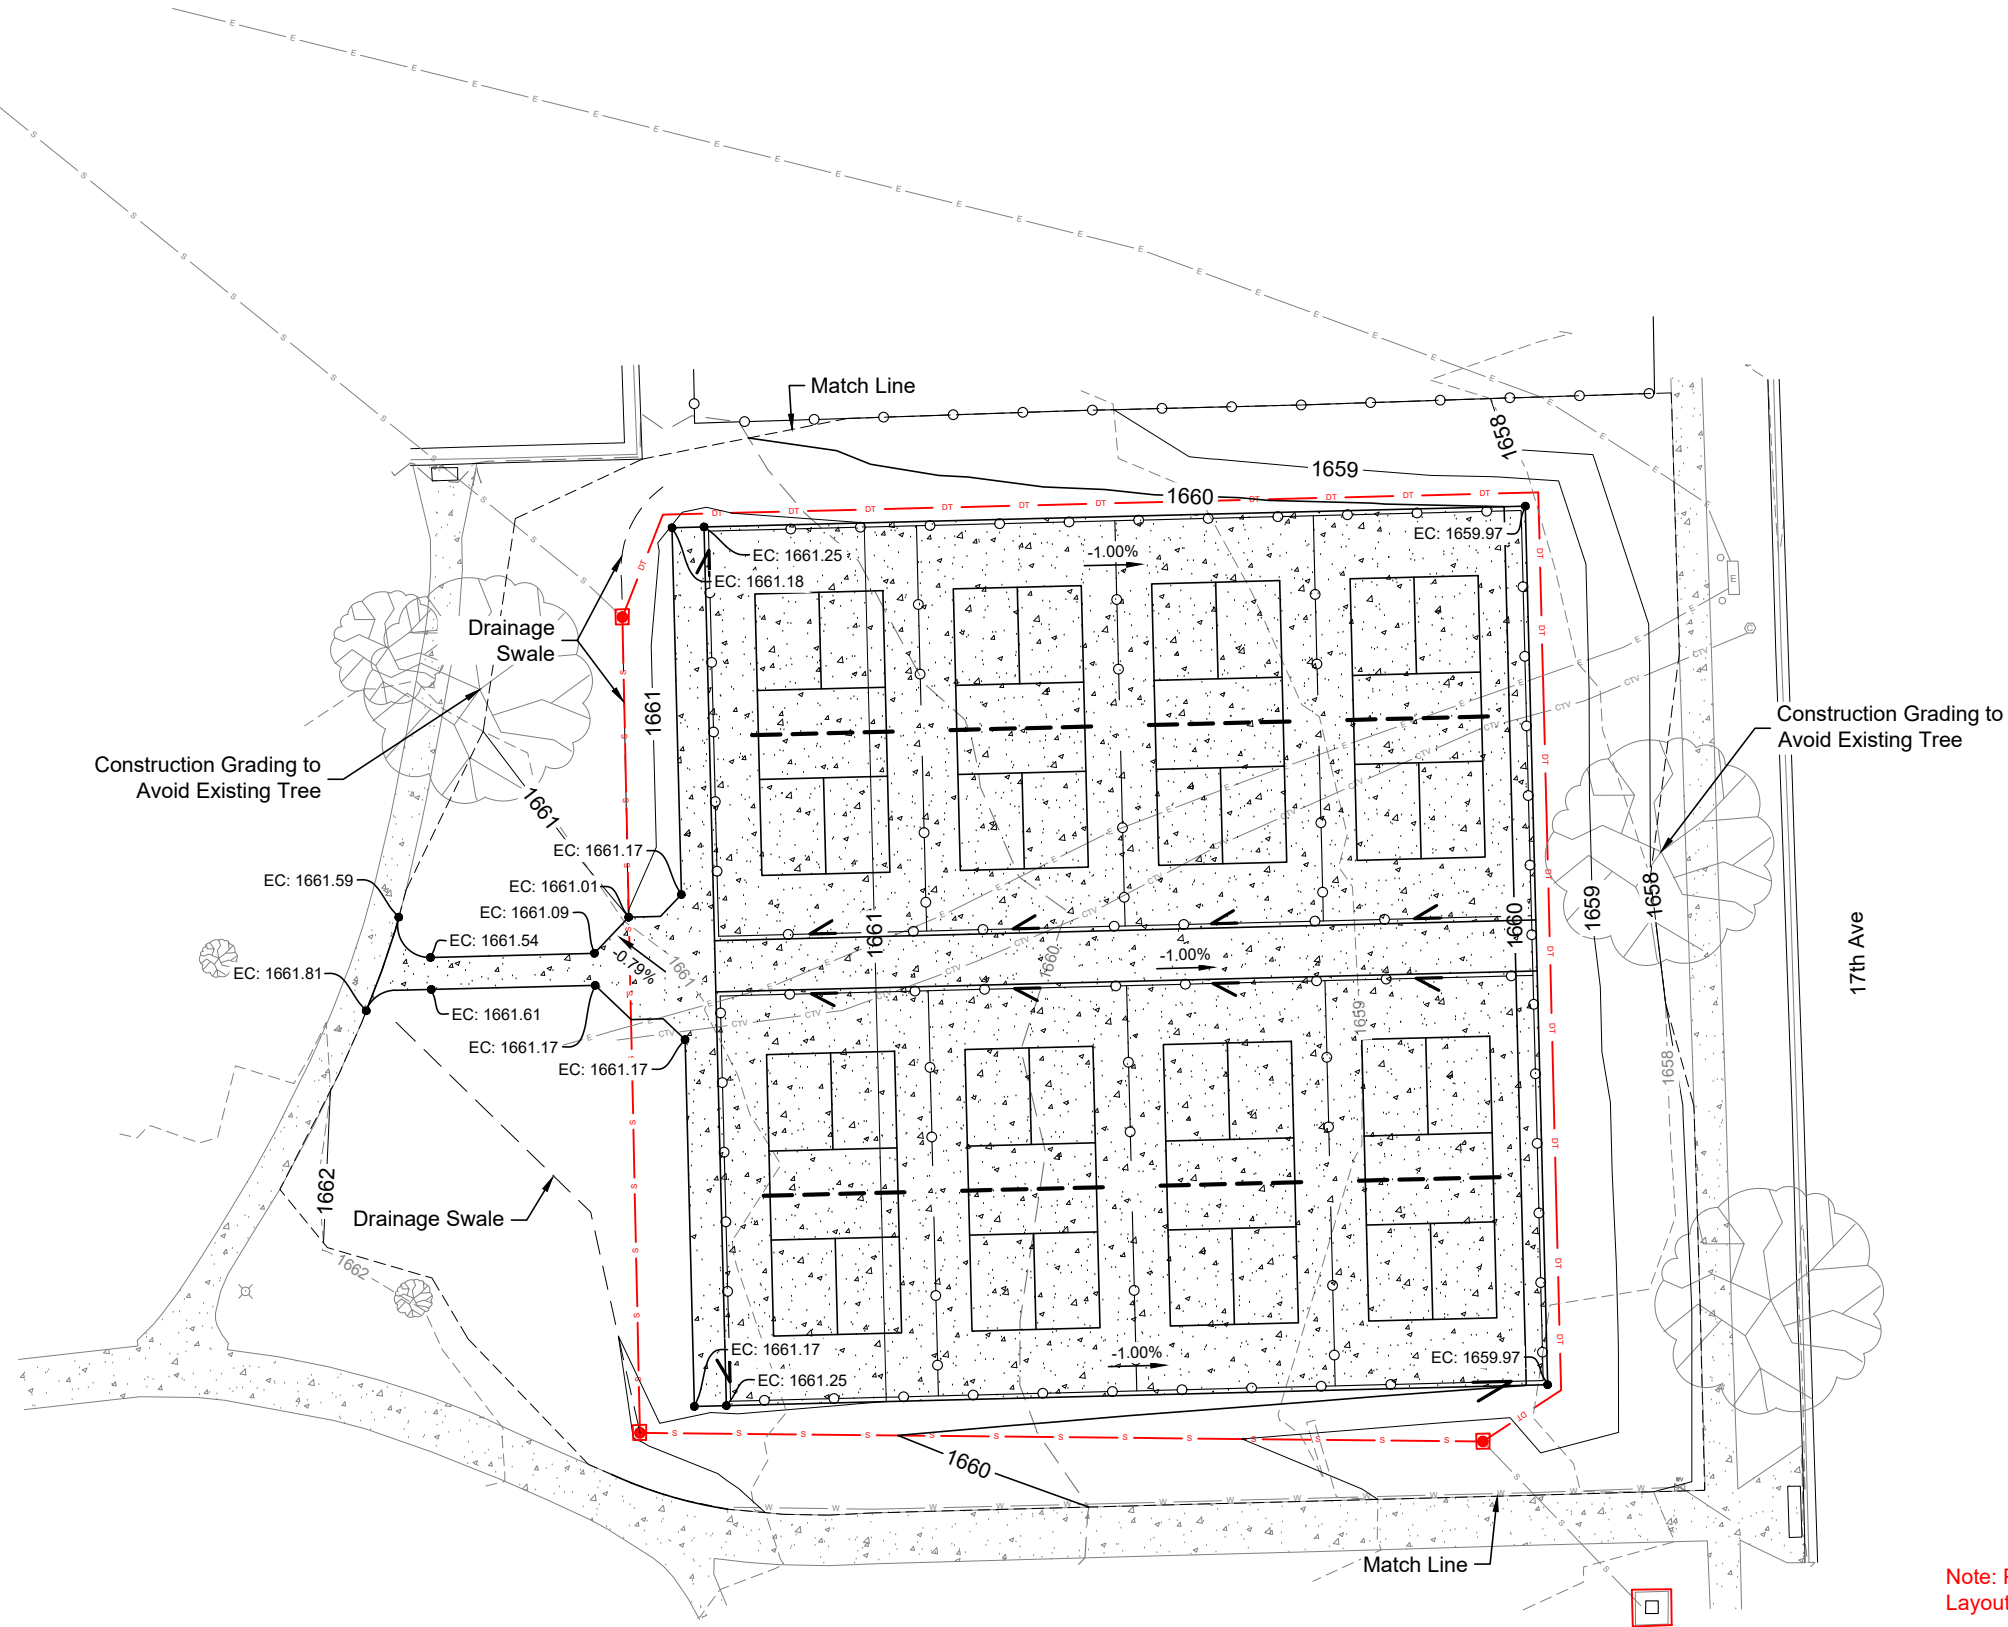 Match Line
1658
1659
1660
EC: 1661.25
EC: 1661.18
-1.00%
EC: 1659.97
Drainage
Swale
1661
Construction Grading to
Avoid Existing Tree
Construction Grading to
Avoid Existing Tree
1661
EC: 1661.17
EC: 1661.59
EC: 1661.01
EC: 1661.09
EC: 1661.54
EC: 1661.81
-0.79%
1661
EC: 1661.61
EC: 1661.17
EC: 1661.17
1661
1660
-1.00%
1659
1660
1659
1658
1658
17th Ave
1662
Drainage Swale
1662
EC: 1661.17
EC: 1661.25
-1.00%
EC: 1659.97
1660
Match Line
Note:
Layout